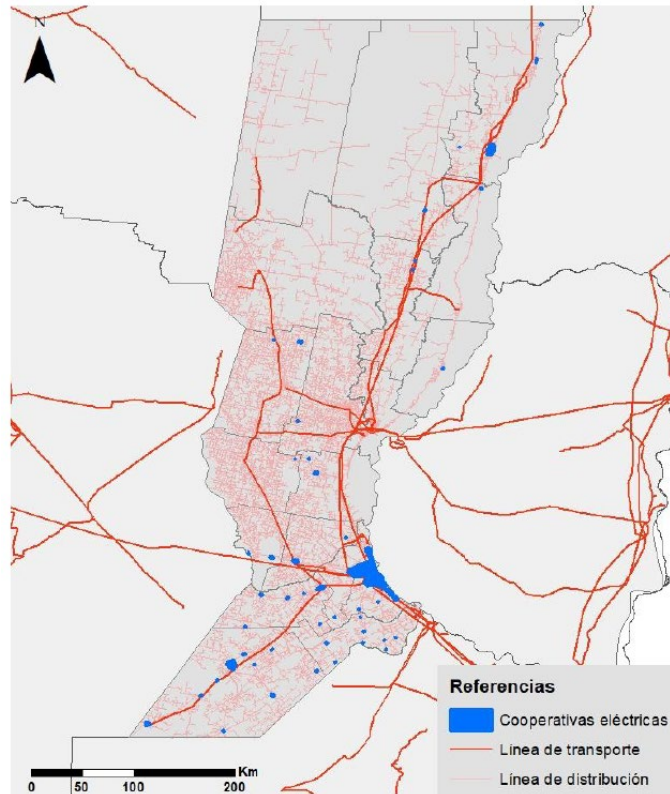 N
Referencias
Cooperativas eléctricas
Línea de transporte
Línea de distribución
Km
0 50 100 200